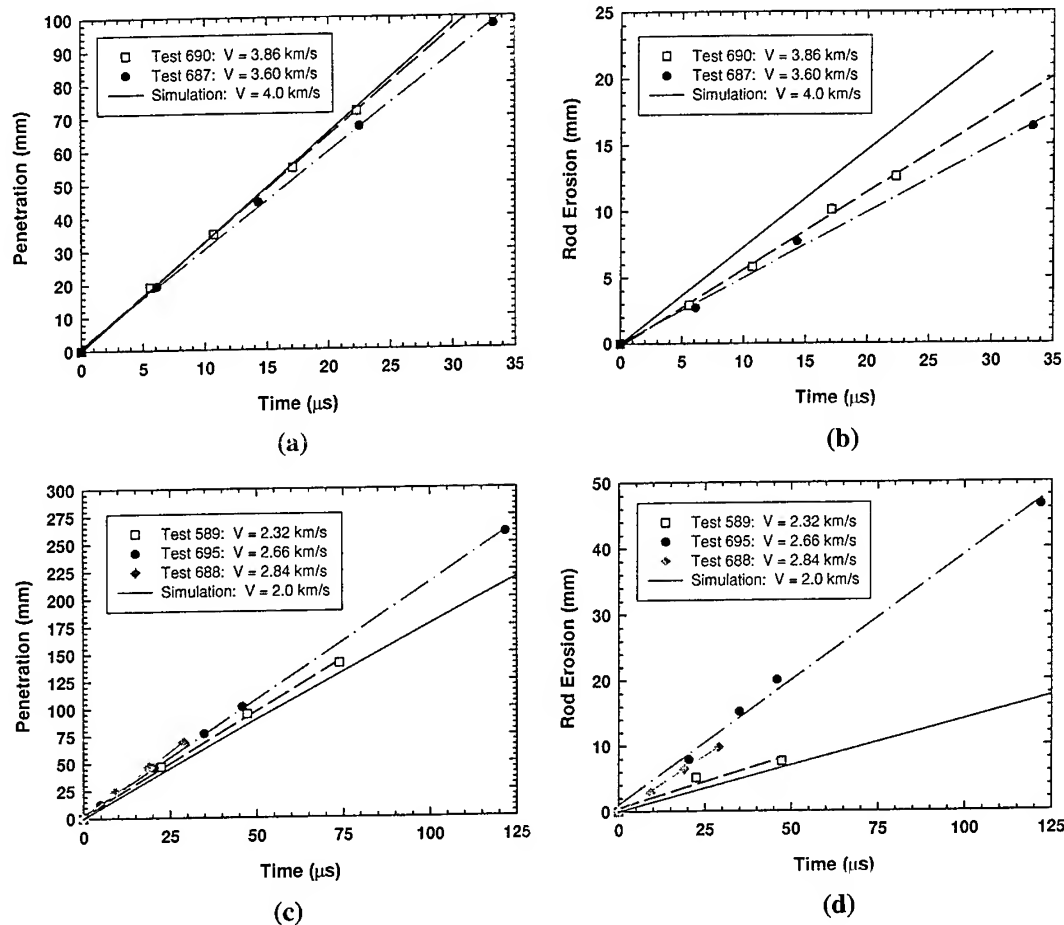 100
90
80
70
60
50
40
30
20
10
0
Penetration (mm)
Test 690: V = 3.86 km/s
Test 687: V = 3.60 km/s
Simulation: V = 4.0 km/s
0 5 10 15 20 25 30 35
Time (μs)
(a)
25
20
15
10
5
0
Rod Erosion (mm)
Test 690: V = 3.86 km/s
Test 687: V = 3.60 km/s
Simulation: V = 4.0 km/s
0 5 10 15 20 25 30 35
Time (μs)
(b)
300
275
250
225
200
175
150
125
100
75
50
25
0
Penetration (mm)
Test 589: V = 2.32 km/s
Test 695: V = 2.66 km/s
Test 688: V = 2.84 km/s
Simulation: V = 2.0 km/s
0 25 50 75 100 125
Time (μs)
(c)
50
40
30
20
10
0
Rod Erosion (mm)
Test 589: V = 2.32 km/s
Test 695: V = 2.66 km/s
Test 688: V = 2.84 km/s
Simulation: V = 2.0 km/s
0 25 50 75 100 125
Time (μs)
(d)